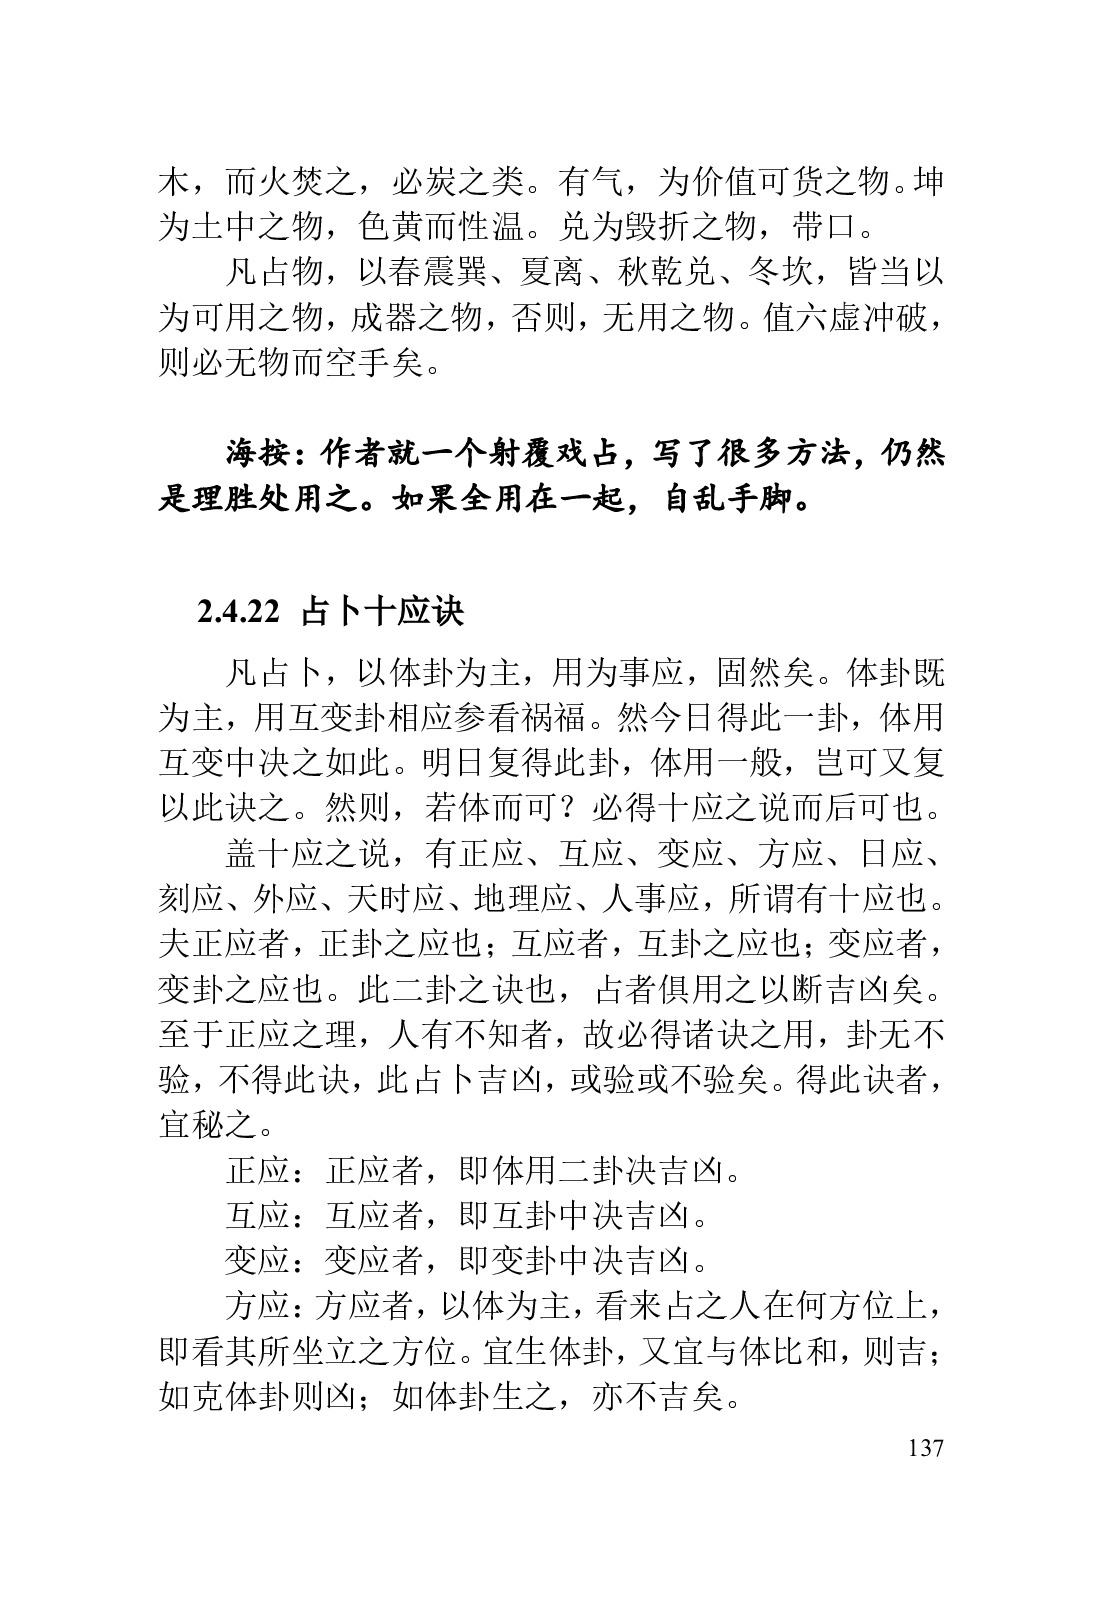 木，而火焚之，必炭之类。有气，为价值可货之物。坤
为土中之物，色黄而性温。兑为毁折之物，带口。
凡占物，以春震巽、夏离、秋乾兑、冬坎，皆当以
为可用之物，成器之物，否则，无用之物。值六虚冲破，
则必无物而空手矣。
海按：作者就一个射覆戏占，写了很多方法，仍然
是理胜处用之。如果全用在一起，自乱手脚。
2.4.22 占卜十应诀
凡占卜，以体卦为主，用为事应，固然矣。体卦既
为主，用互变卦相应参看祸福。然今日得此一卦，体用
互变中决之如此。明日复得此卦，体用一般，岂可又复
以此诀之。然则，若体而可？必得十应之说而后可也。
盖十应之说，有正应、互应、变应、方应、日应、
刻应、外应、天时应、地理应、人事应，所谓有十应也。
夫正应者，正卦之应也；互应者，互卦之应也；变应者，
变卦之应也。此二卦之诀也，占者俱用之以断吉凶矣。
至于正应之理，人有不知者，故必得诸诀之用，卦无不
验，不得此诀，此占卜吉凶，或验或不验矣。得此诀者，
宜秘之。
正应：正应者，即体用二卦决吉凶。
互应：互应者，即互卦中决吉凶。
变应：变应者，即变卦中决吉凶。
方应：方应者，以体为主，看来占之人在何方位上，
即看其所坐立之方位。宜生体卦，又宜与体比和，则吉；
如克体卦则凶；如体卦生之，亦不吉矣。
137